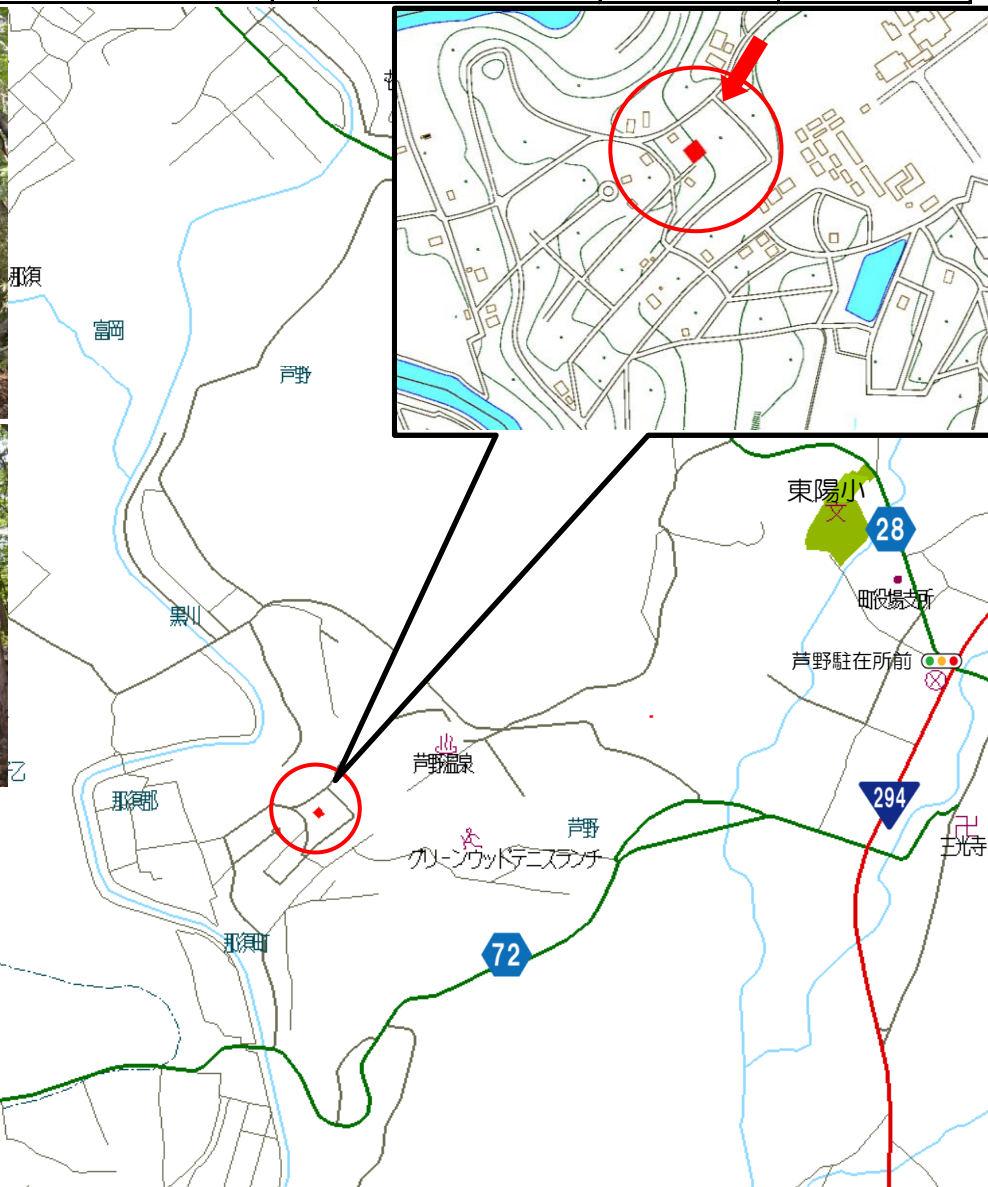 那須
富岡
芦野
東陽小
文
28
町役場支所
黒川
芦野駐在所前
芦野温泉
乙
那須郡
芦野
294
グリーンウッドテニスランチ
三光寺
那須町
72